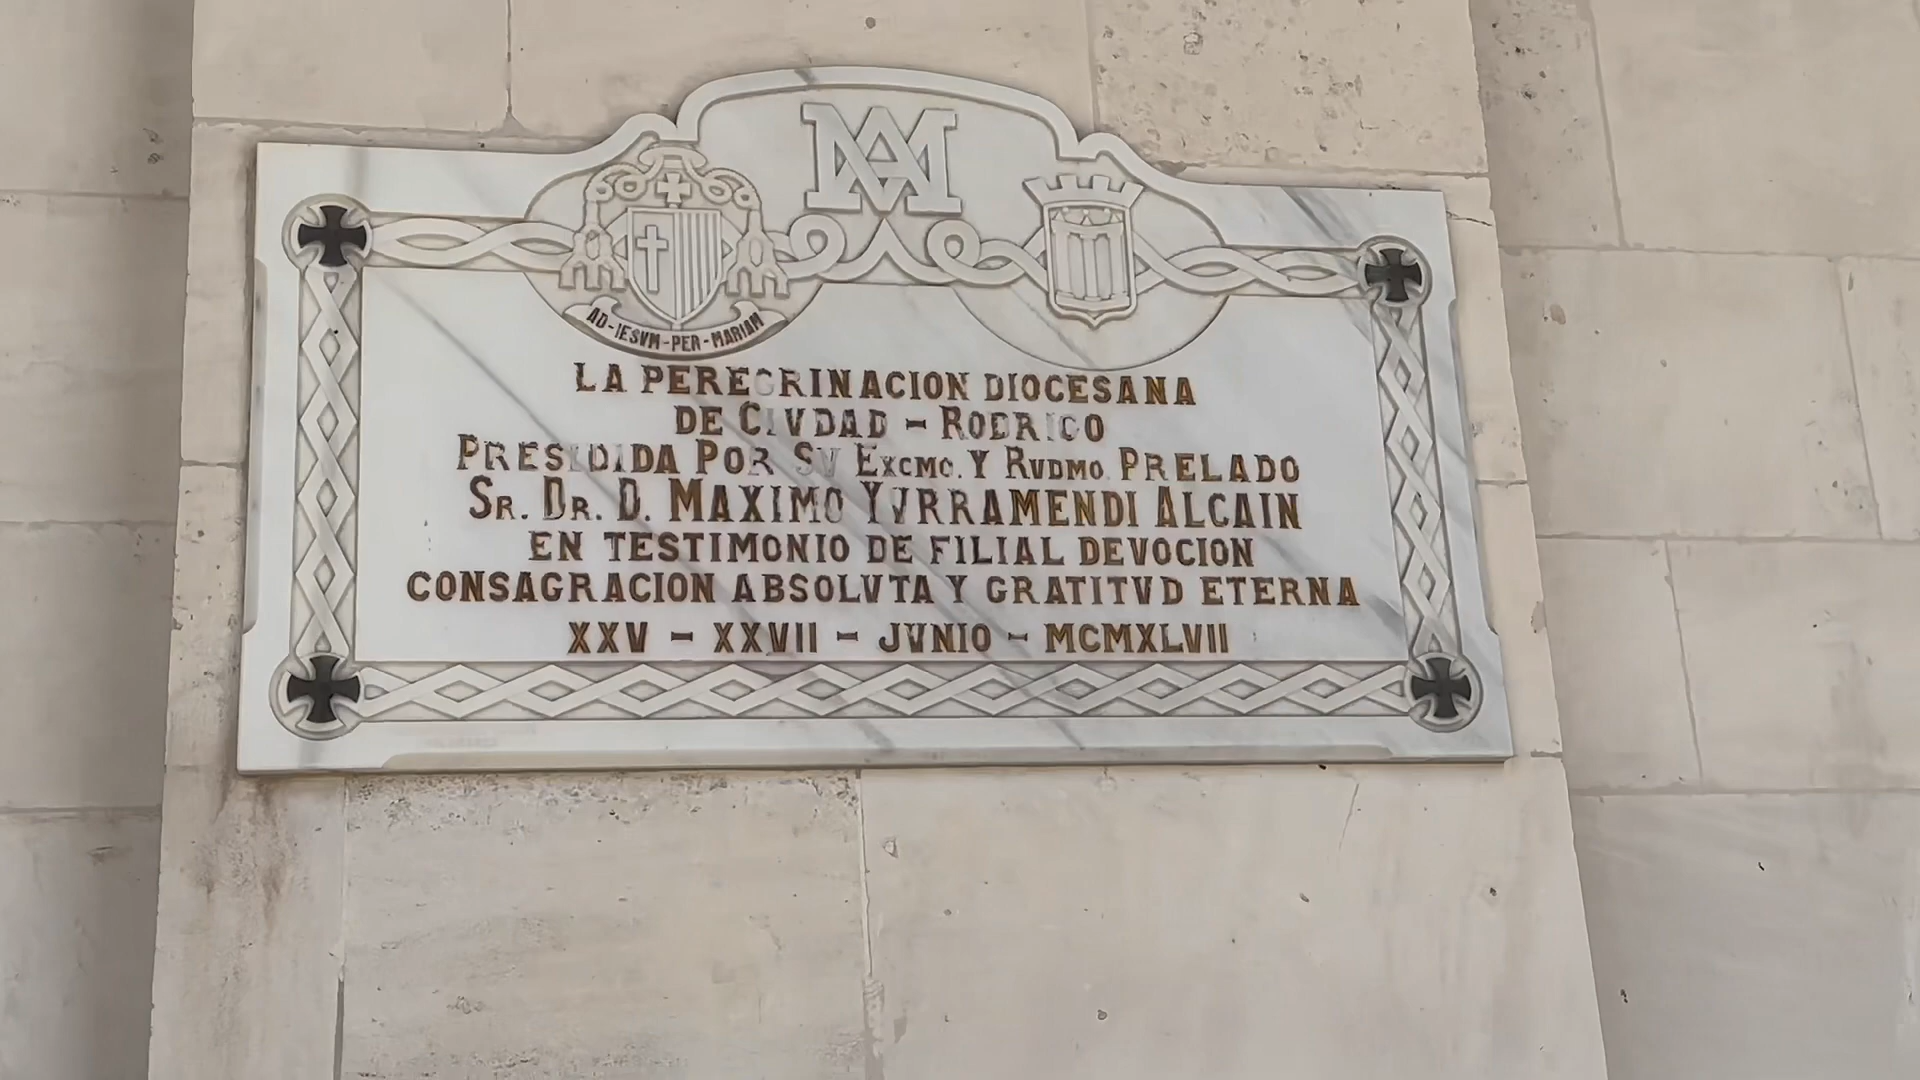 AM
AD-IESVM-PER-MARIAM
LA PEREGRINACION DIOCESANA
DE CIVDAD - RODRIGO
PRESIDIDA POR SV EXCMO. Y RVDMO. PRELADO
SR. DR. D. MAXIMO YVRRAMENDI ALCAIN
EN TESTIMONIO DE FILIAL DEVOCION
CONSAGRACION ABSOLVTA Y GRATITVD ETERNA
XXV - XXVII - JVNIO - MCMXLVII